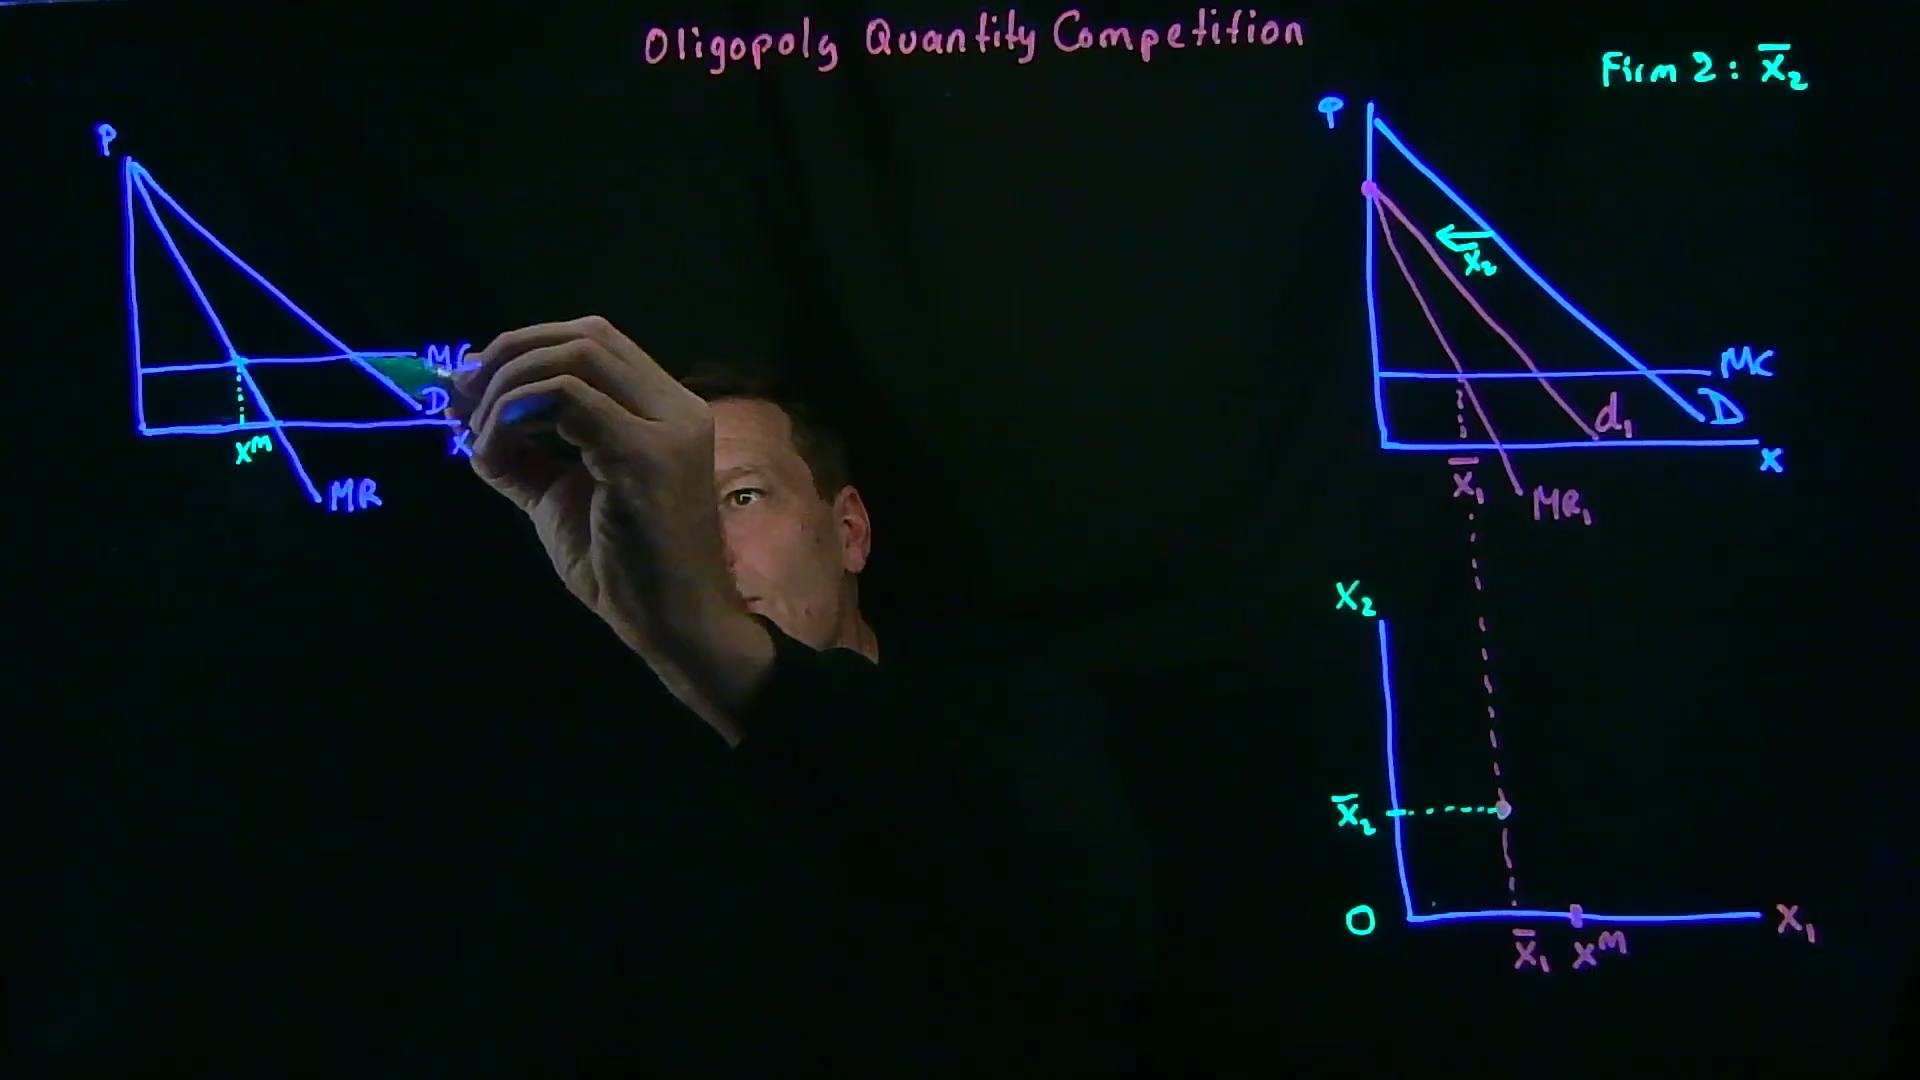 Oligopoly Quantity Competition
Firm 2: x̄₂
P
MC
D
x
xᴹ
MR
P
x̄₂
MC
D
d₁
x
x̄₁
MR₁
x₂
x̄₂
O
x̄₁
xᴹ
x₁